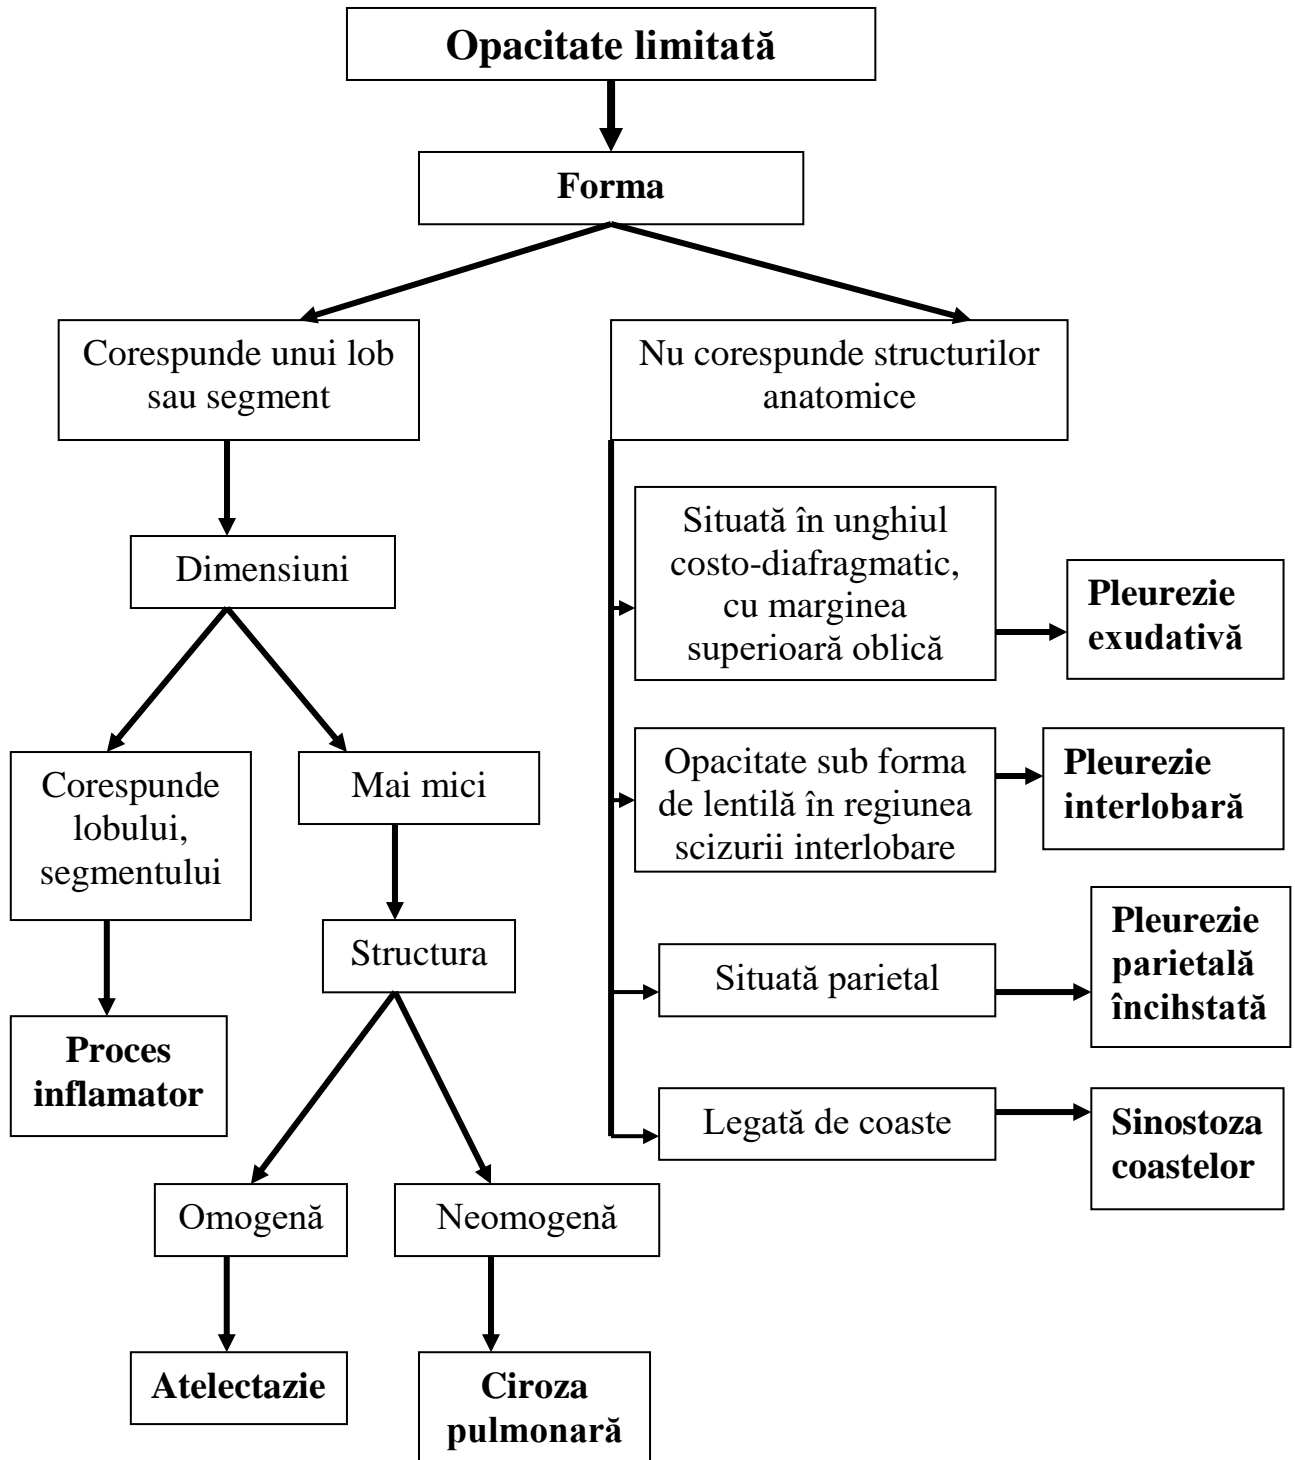 Opacitate limitată
Forma
Corespunde unui lob
sau segment
Nu corespunde structurilor
anatomice
Dimensiuni
Corespunde
lobului,
segmentului
Mai mici
Proces
inflamator
Structura
Omogenă
Neomogenă
Atelectazie
Ciroza
pulmonară
Situată în unghiul
costo-diafragmatic,
cu marginea
superioară oblică
Pleurezie
exudativă
Opacitate sub forma
de lentilă în regiunea
scizurii interlobare
Pleurezie
interlobară
Situată parietal
Pleurezie
parietală
încihstată
Legată de coaste
Sinostoza
coastelor